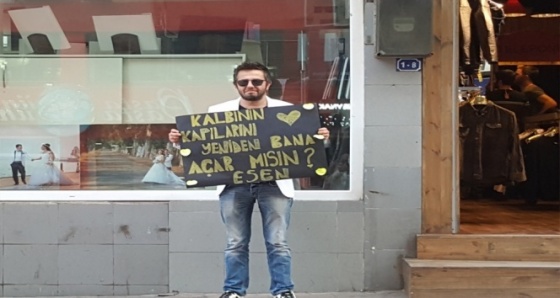 KALBİNİN
KAPILARINI
YENİDEN BANA
AÇAR MISIN ?
ESEN
1-B